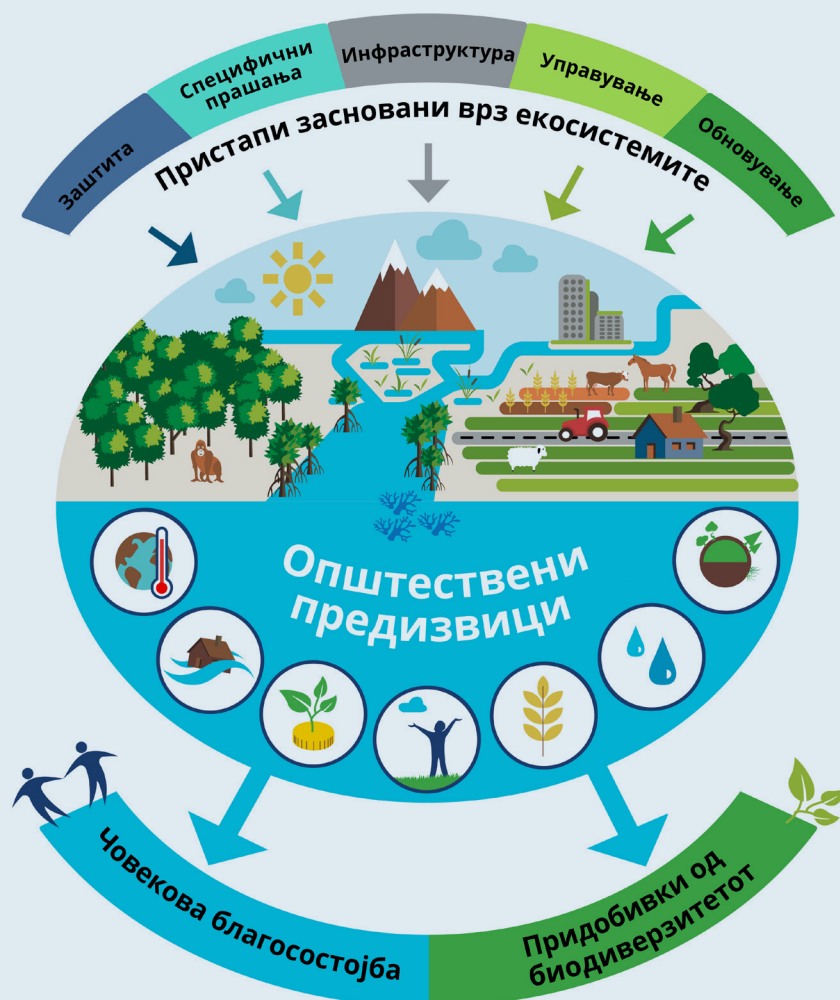 Заштита
Специфични
прашања
Инфраструктура
Управување
Обновување
Пристапи засновани врз екосистемите
Општествени
предизвици
Човекова благосостојба
Придобивки од
биодиверзитетот